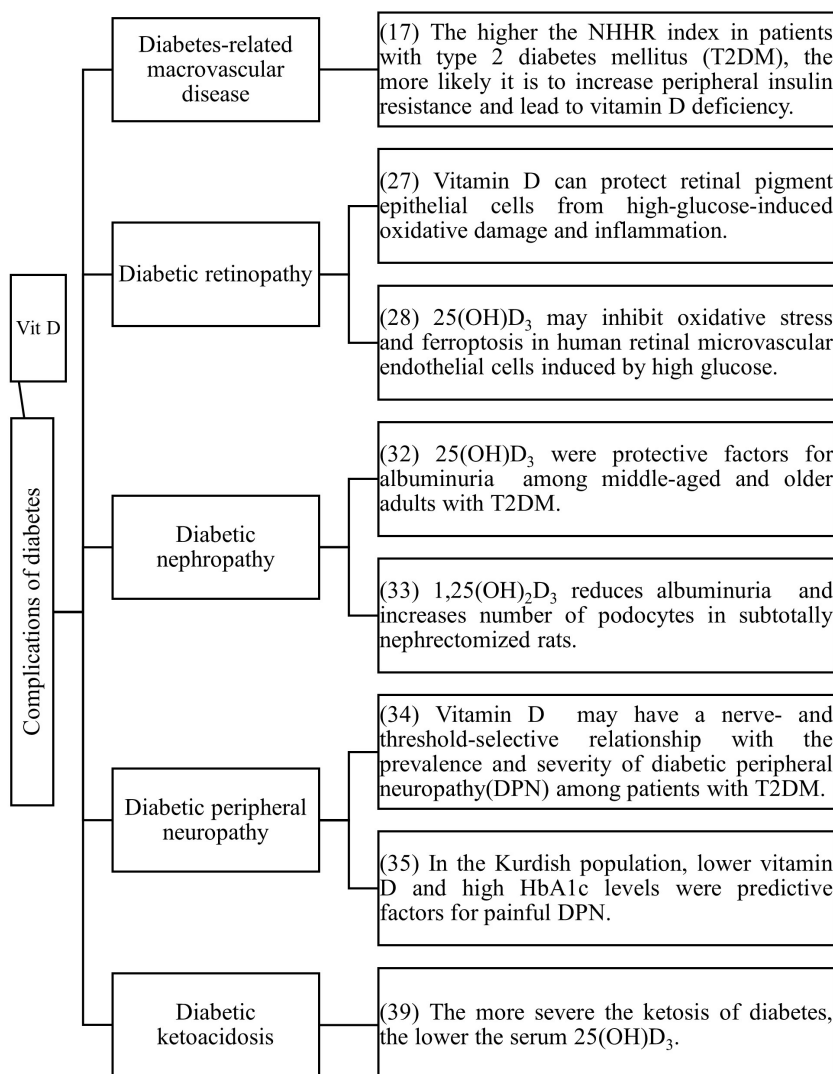 Vit D
Complications of diabetes
Diabetes-related
macrovascular
disease
(17) The higher the NHHR index in patients
with type 2 diabetes mellitus (T2DM), the
more likely it is to increase peripheral insulin
resistance and lead to vitamin D deficiency.
Diabetic retinopathy
(27) Vitamin D can protect retinal pigment
epithelial cells from high-glucose-induced
oxidative damage and inflammation.
(28) 25(OH)D₃ may inhibit oxidative stress
and ferroptosis in human retinal microvascular
endothelial cells induced by high glucose.
Diabetic
nephropathy
(32) 25(OH)D₃ were protective factors for
albuminuria among middle-aged and older
adults with T2DM.
(33) 1,25(OH)₂D₃ reduces albuminuria and
increases number of podocytes in subtotally
nephrectomized rats.
Diabetic peripheral
neuropathy
(34) Vitamin D may have a nerve- and
threshold-selective relationship with the
prevalence and severity of diabetic peripheral
neuropathy(DPN) among patients with T2DM.
(35) In the Kurdish population, lower vitamin
D and high HbA1c levels were predictive
factors for painful DPN.
Diabetic
ketoacidosis
(39) The more severe the ketosis of diabetes,
the lower the serum 25(OH)D₃.